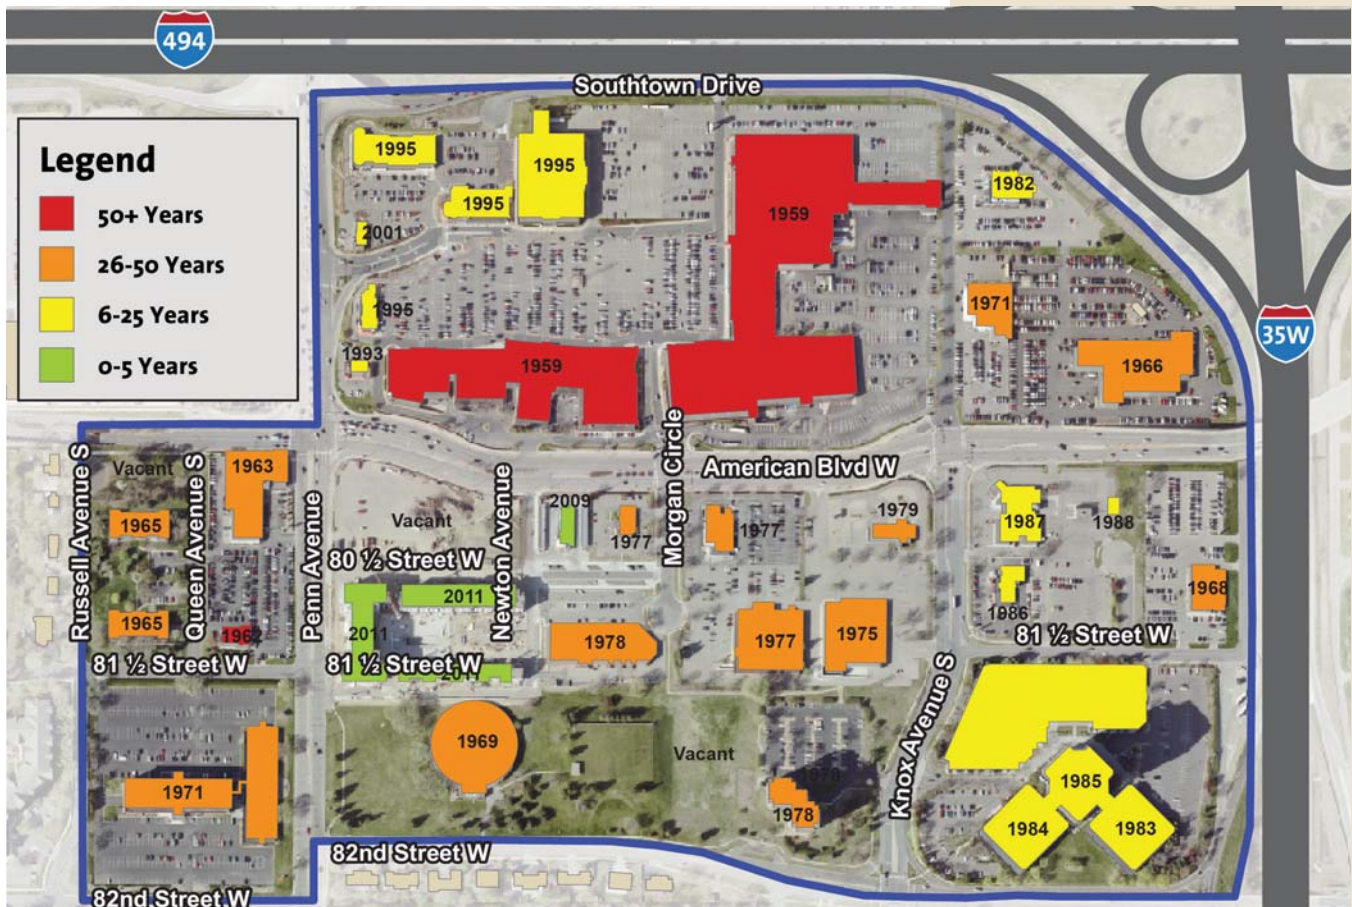 494
Southtown Drive
Legend
50+ Years
26-50 Years
6-25 Years
0-5 Years
1995
1995
1995
2001
1995
1993
1959
1959
1982
1971
1966
35W
American Blvd W
Morgan Circle
Russell Avenue S
Vacant
Queen Avenue S
1963
1965
1965
1962
Penn Avenue
Vacant
80 ½ Street W
Newton Avenue
2009
1977
1977
1979
1987
1988
1986
1968
81 ½ Street W
81 ½ Street W
2011
2011
81 ½ Street W
1978
1977
1975
Knox Avenue S
1971
1969
Vacant
1978
1978
1985
1984
1983
82nd Street W
82nd Street W